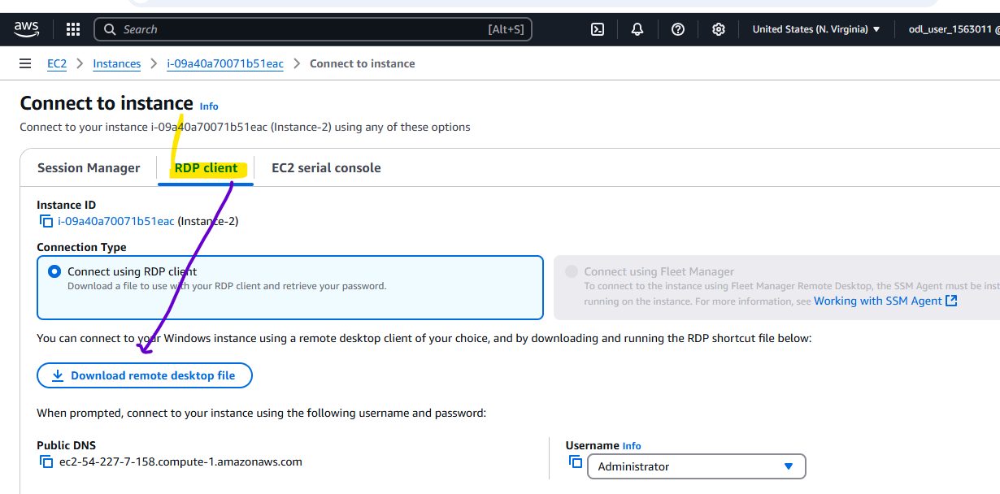 aws Search [Alt+S] United States (N. Virginia) odl_user_1563011 @
EC2 Instances i-09a40a70071b51eac Connect to instance
Connect to instance Info
Connect to your instance i-09a40a70071b51eac (Instance-2) using any of these options
Session Manager RDP client EC2 serial console
Instance ID
i-09a40a70071b51eac (Instance-2)
Connection Type
Connect using RDP client
Download a file to use with your RDP client and retrieve your password.
Connect using Fleet Manager
To connect to the instance using Fleet Manager Remote Desktop, the SSM Agent must be inst
running on the instance. For more information, see Working with SSM Agent
You can connect to your Windows instance using a remote desktop client of your choice, and by downloading and running the RDP shortcut file below:
Download remote desktop file
When prompted, connect to your instance using the following username and password:
Public DNS
ec2-54-227-7-158.compute-1.amazonaws.com
Username Info
Administrator